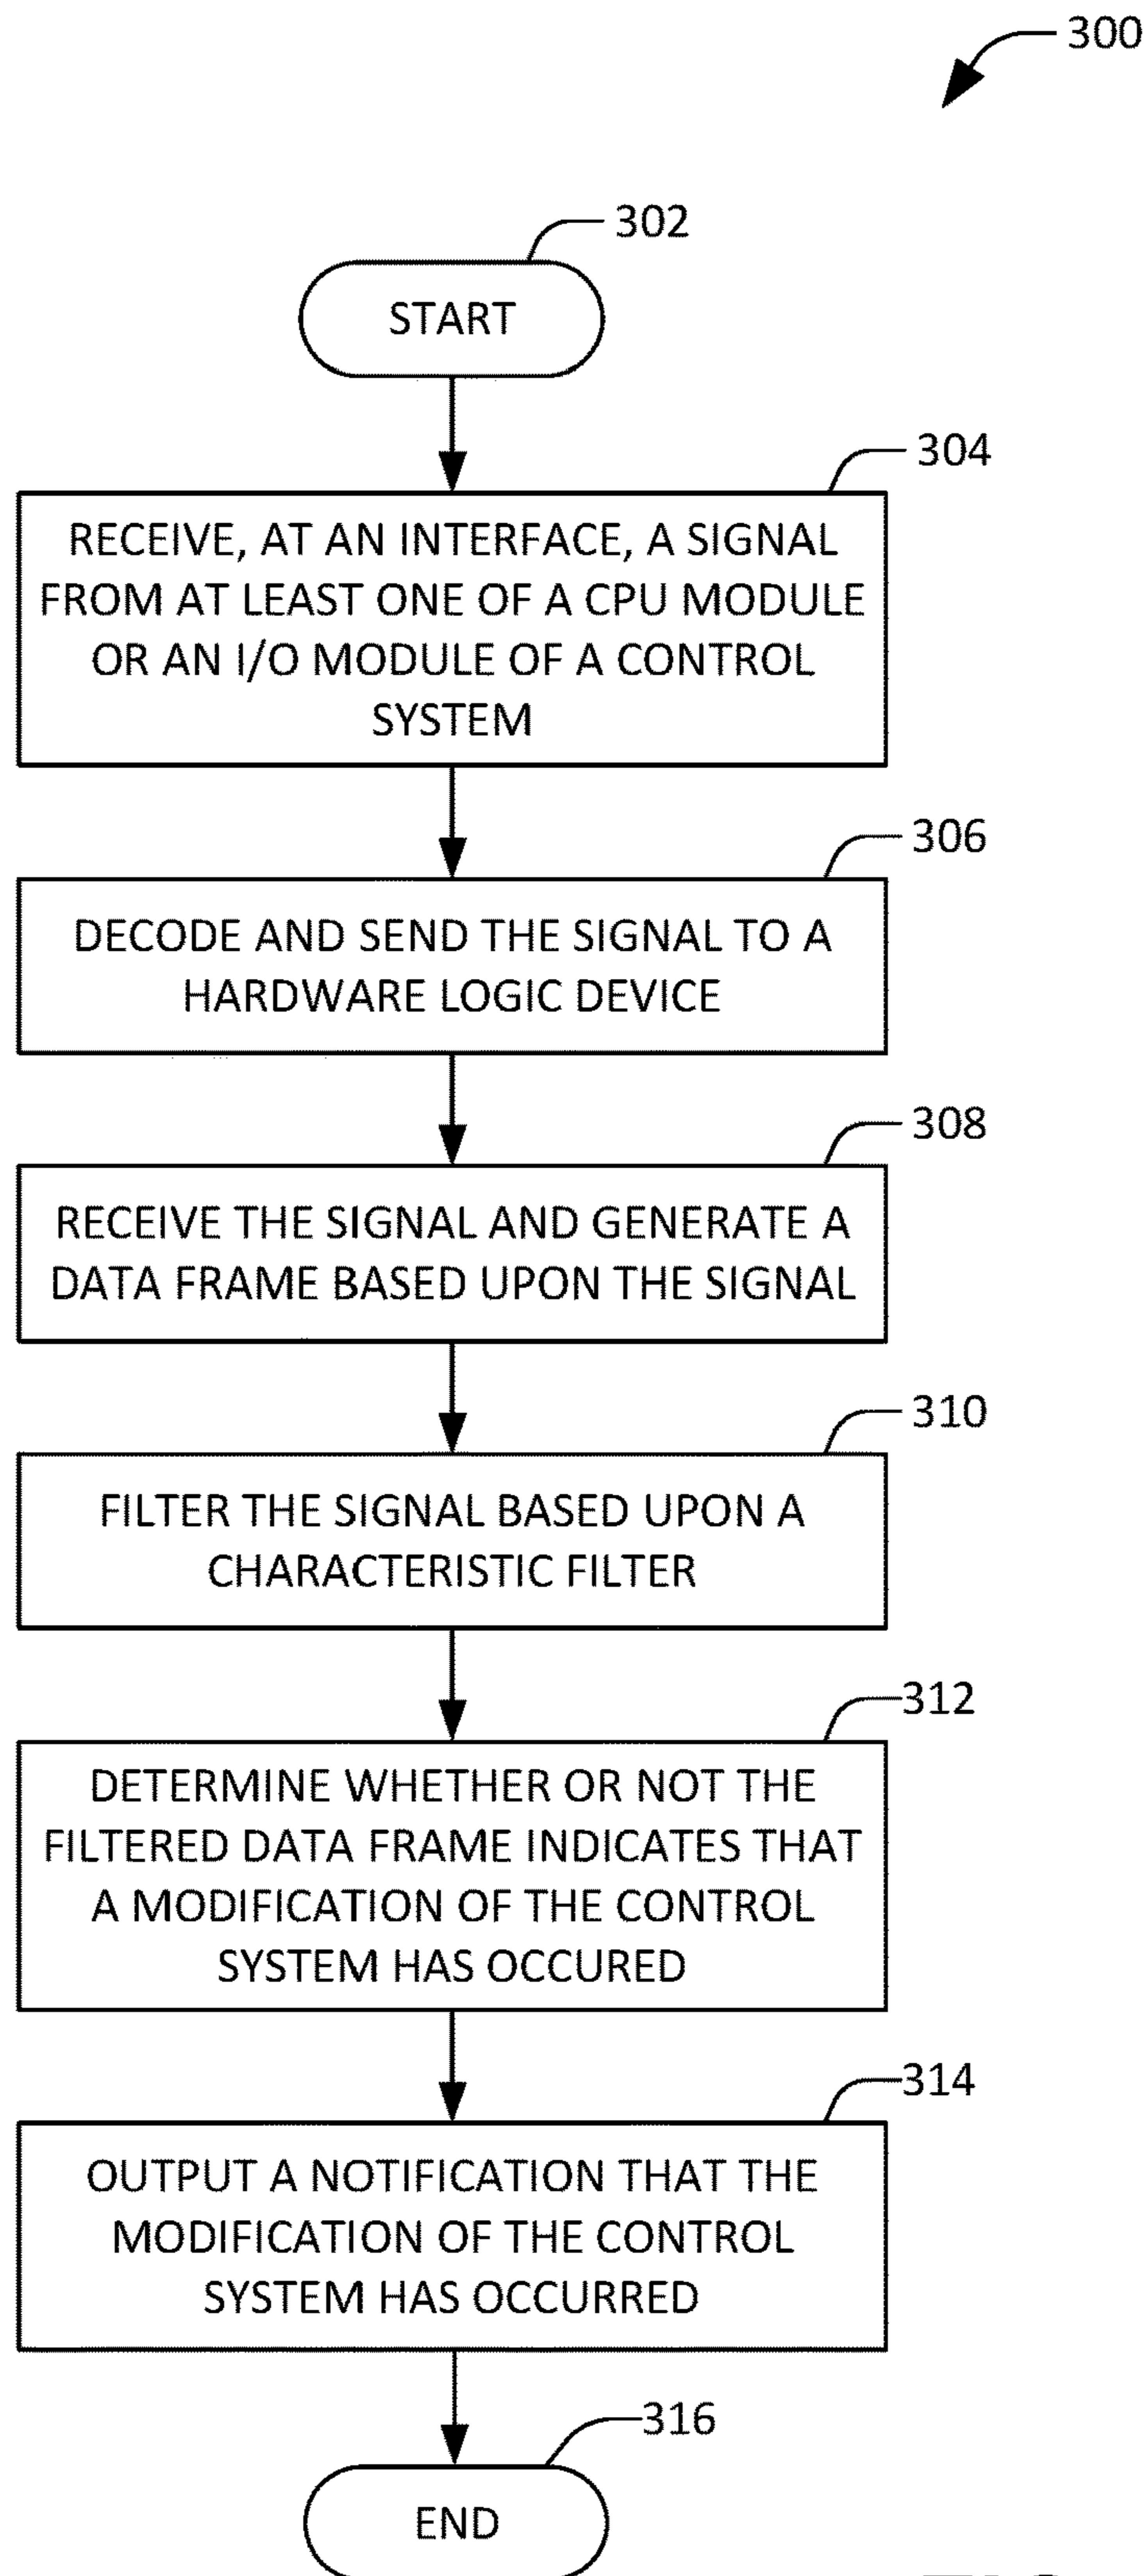 300
302
START
304
RECEIVE, AT AN INTERFACE, A SIGNAL
FROM AT LEAST ONE OF A CPU MODULE
OR AN I/O MODULE OF A CONTROL
SYSTEM
306
DECODE AND SEND THE SIGNAL TO A
HARDWARE LOGIC DEVICE
308
RECEIVE THE SIGNAL AND GENERATE A
DATA FRAME BASED UPON THE SIGNAL
310
FILTER THE SIGNAL BASED UPON A
CHARACTERISTIC FILTER
312
DETERMINE WHETHER OR NOT THE
FILTERED DATA FRAME INDICATES THAT
A MODIFICATION OF THE CONTROL
SYSTEM HAS OCCURED
314
OUTPUT A NOTIFICATION THAT THE
MODIFICATION OF THE CONTROL
SYSTEM HAS OCCURRED
316
END